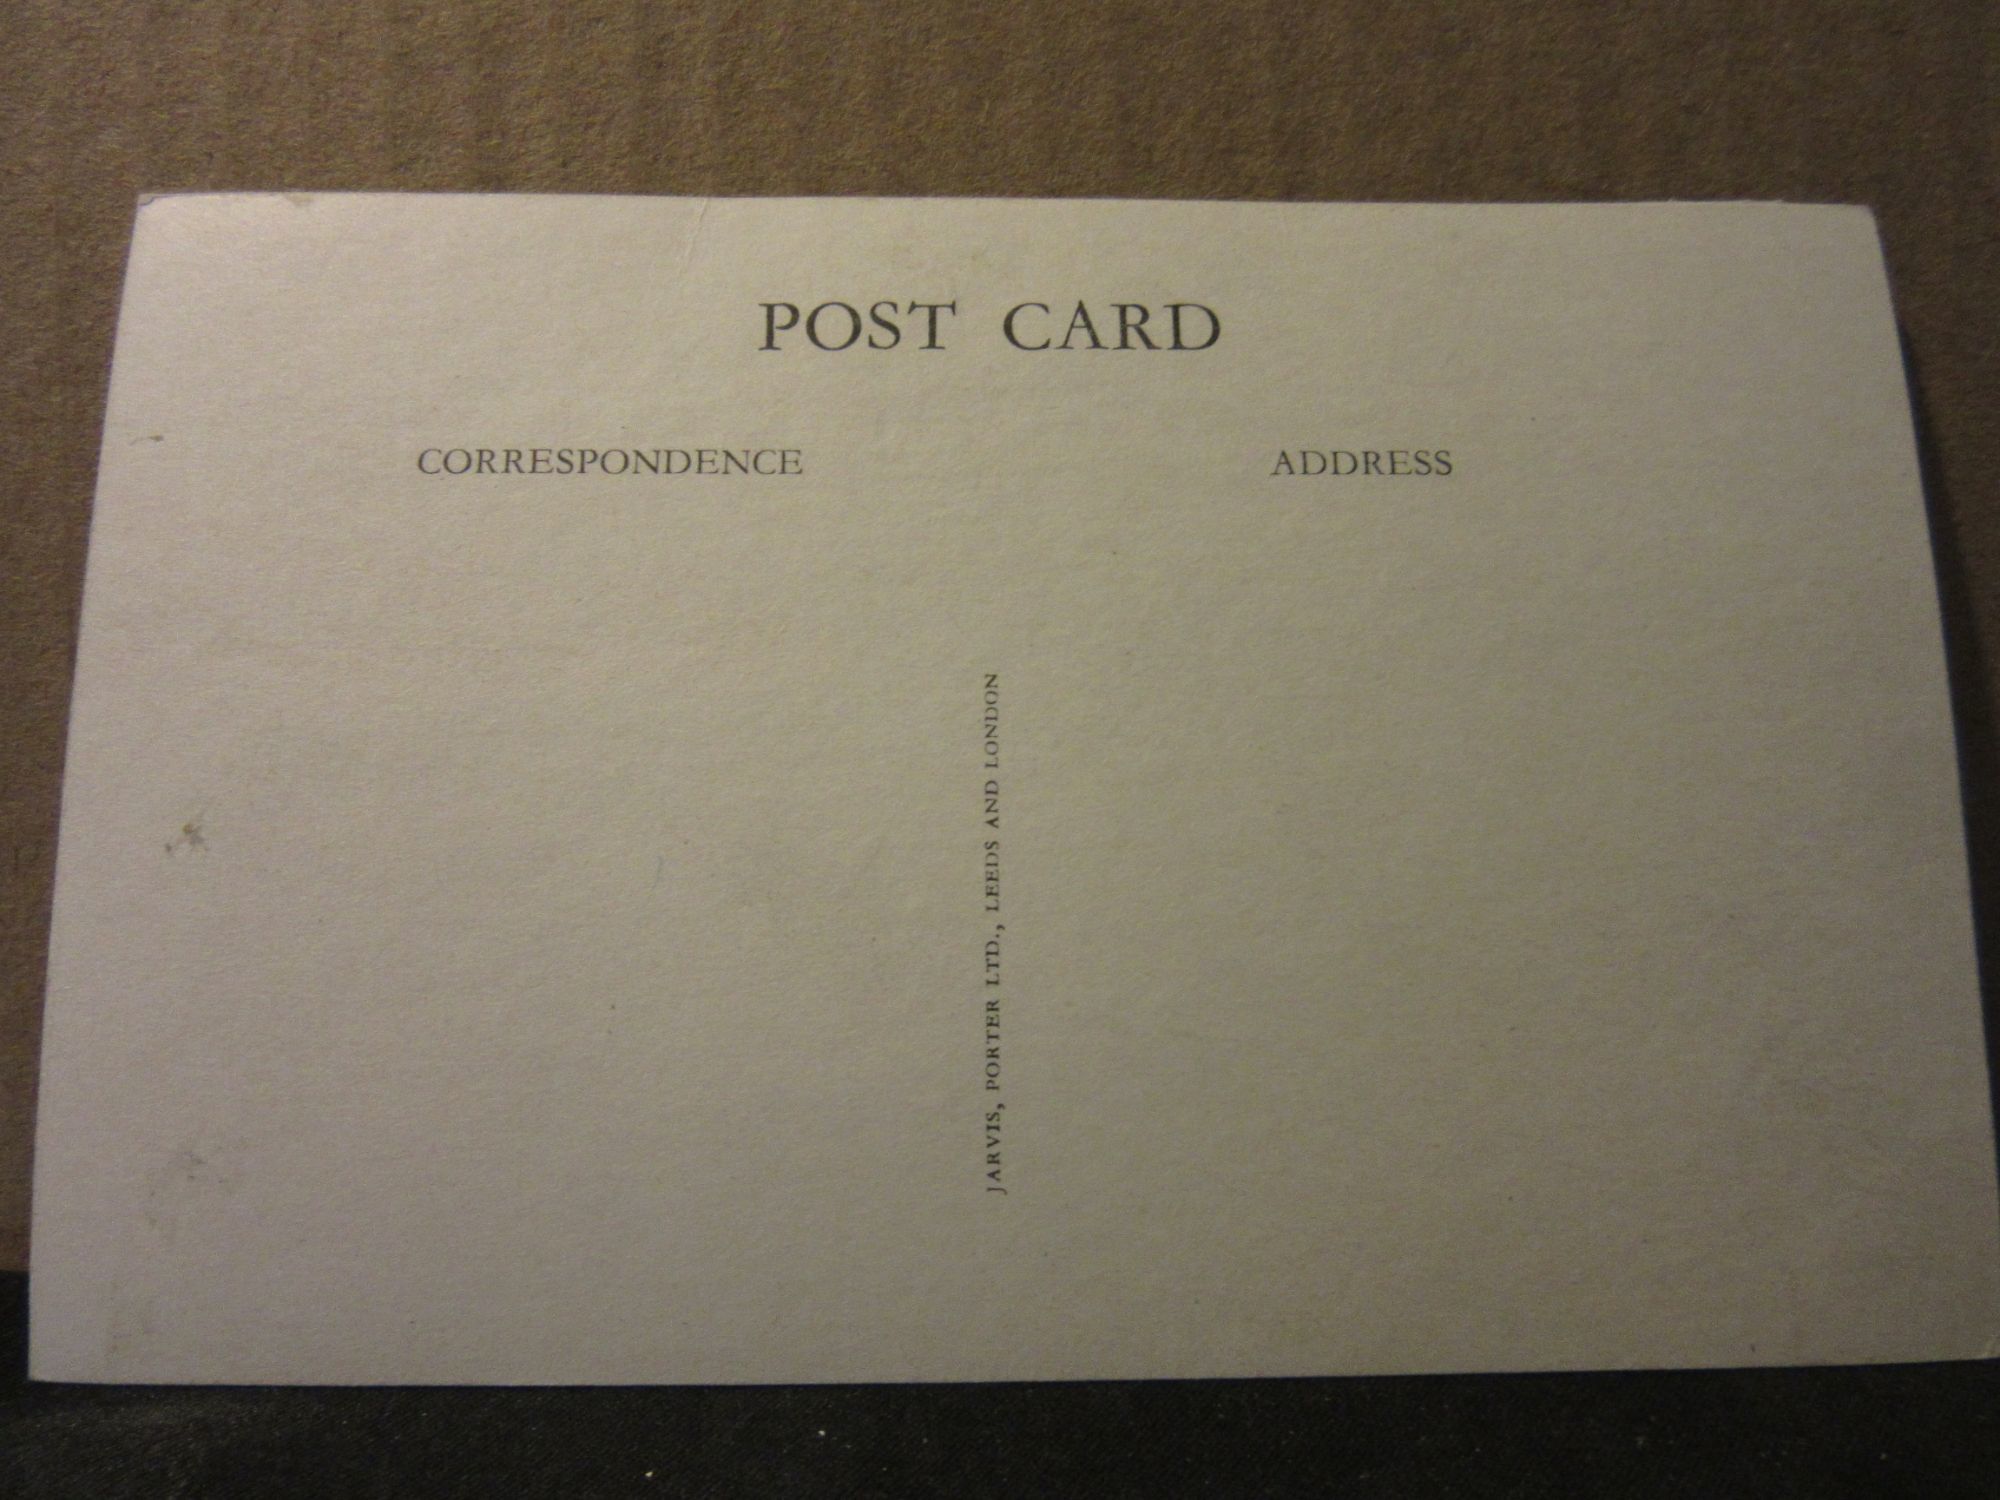 POST CARD
CORRESPONDENCE
ADDRESS
JARVIS, PORTER LTD., LEEDS AND LONDON